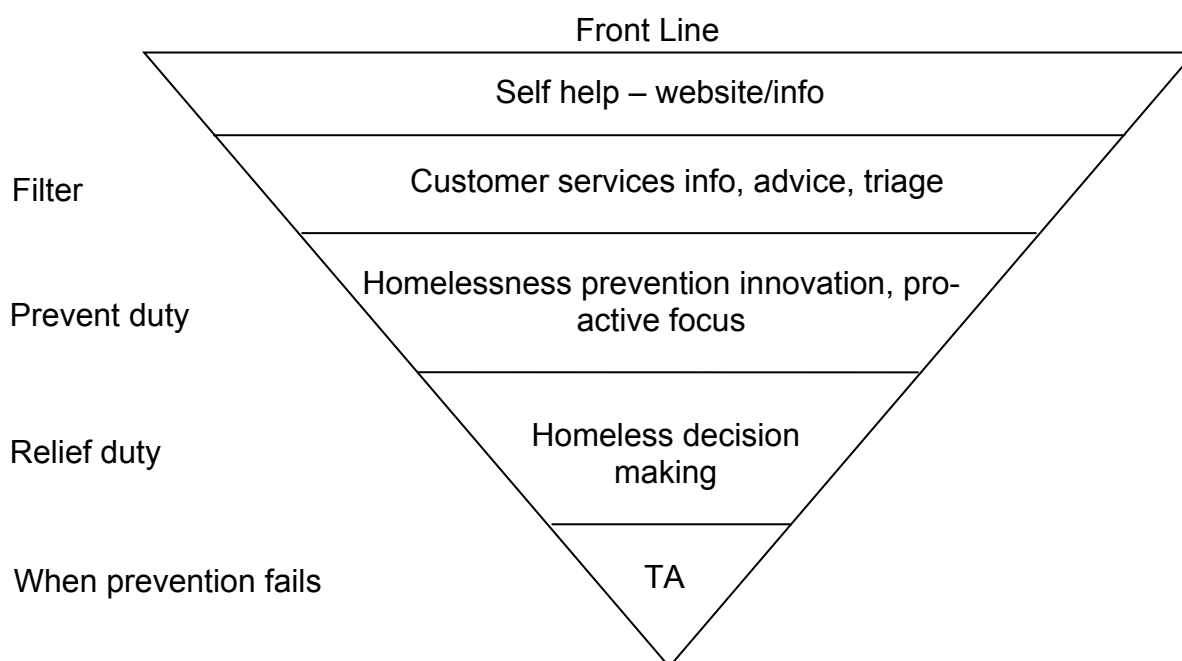 Front Line
Self help – website/info
Filter
Customer services info, advice, triage
Prevent duty
Homelessness prevention innovation, pro-
active focus
Relief duty
Homeless decision
making
When prevention fails
TA